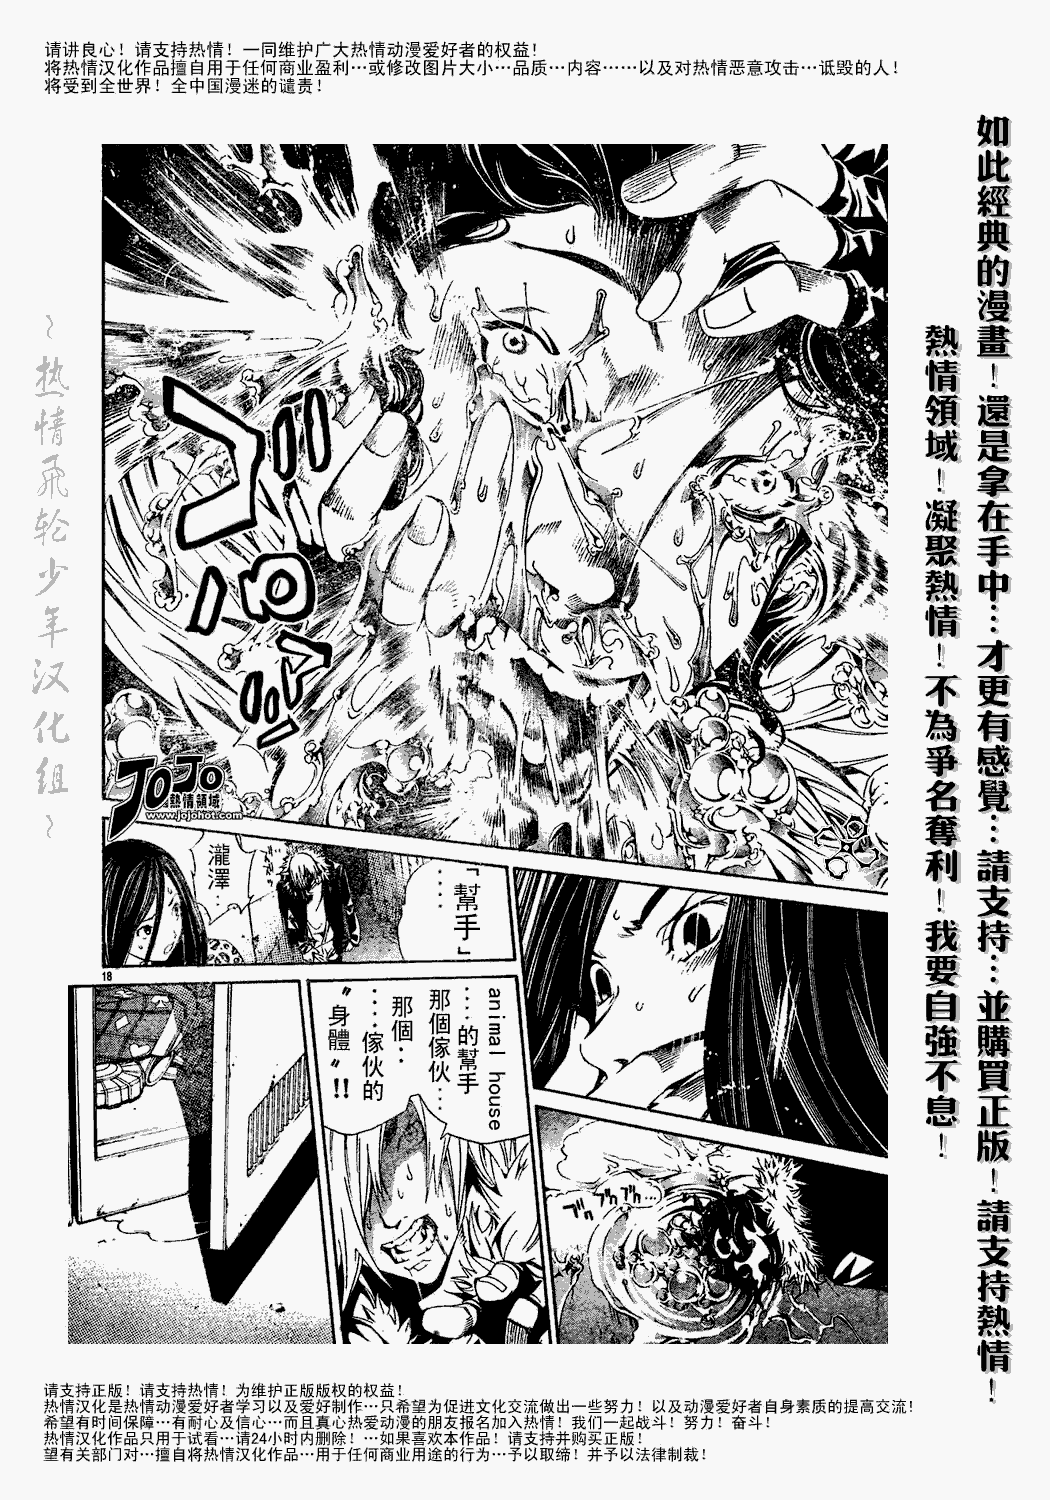 请讲良心！请支持热情！一同维护广大热情动漫爱好者的权益！
将热情汉化作品擅自用于任何商业盈利…或修改图片大小…品质…内容……以及对热情恶意攻击…诋毁的人！
将受到全世界！全中国漫迷的谴责！
如此經典的漫畫！還是拿在手中…才更有感覺…請支持…並購買正版！請支持熱情！
熱情領域！凝聚熱情！不為爭名奪利！我要自強不息！
～热情飛轮少年汉化组～
JOJO
熱情領域
www.jojohot.com
「幫手」
‥‥
瀧澤‥
18
animal house
‥‥的幫手
那個傢伙‥
那個‥
‥‥傢伙的
〝身體〞!!
请支持正版！请支持热情！为维护正版版权的权益！
热情汉化是热情动漫爱好者学习以及爱好制作…只希望为促进文化交流做出一些努力！以及动漫爱好者自身素质的提高交流！
希望有时间保障…有耐心及信心…而且真心热爱动漫的朋友报名加入热情！我们一起战斗！努力！奋斗！
热情汉化作品只用于试看…请24小时内删除！…如果喜欢本作品！请支持并购买正版！
望有关部门对…擅自将热情汉化作品…用于任何商业用途的行为…予以取缔！并予以法律制裁！